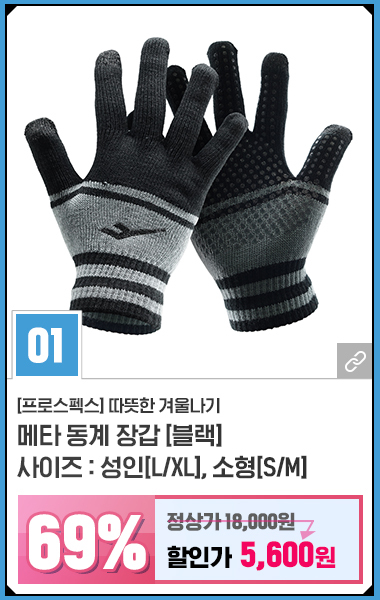 01
[프로스펙스] 따뜻한 겨울나기
메타 동계 장갑 [블랙]
사이즈 : 성인[L/XL], 소형[S/M]
69%
정상가 18,000원
할인가 5,600원